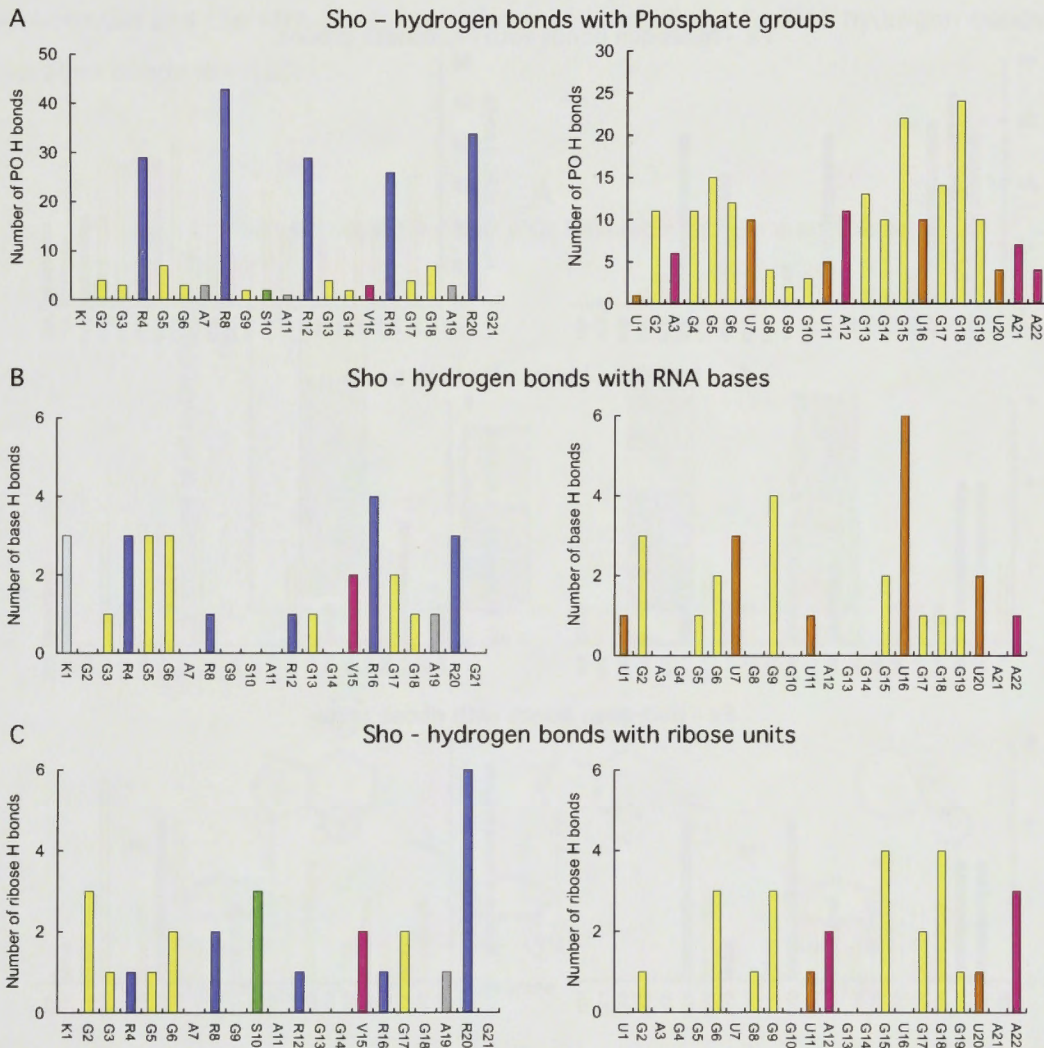 A
Sho – hydrogen bonds with Phosphate groups
Number of PO H bonds
50
40
30
20
10
0
K1 G2 G3 R4 G5 G6 A7 R8 G9 S10 A11 R12 G13 G14 V15 R16 G17 G18 A19 R20 G21
Number of PO H bonds
30
25
20
15
10
5
0
U1 G2 A3 G4 G5 G6 U7 G8 G9 G10 U11 A12 G13 G14 G15 U16 G17 G18 G19 U20 A21 A22
B
Sho - hydrogen bonds with RNA bases
Number of base H bonds
6
4
2
0
K1 G2 G3 R4 G5 G6 A7 R8 G9 S10 A11 R12 G13 G14 V15 R16 G17 G18 A19 R20 G21
Number of base H bonds
6
4
2
0
U1 G2 A3 G4 G5 G6 U7 G8 G9 G10 U11 A12 G13 G14 G15 U16 G17 G18 G19 U20 A21 A22
C
Sho - hydrogen bonds with ribose units
Number of ribose H bonds
6
4
2
0
K1 G2 G3 R4 G5 G6 A7 R8 G9 S10 A11 R12 G13 G14 V15 R16 G17 G18 A19 R20 G21
Number of ribose H bonds
6
4
2
0
U1 G2 A3 G4 G5 G6 U7 G8 G9 G10 U11 A12 G13 G14 G15 U16 G17 G18 G19 U20 A21 A22